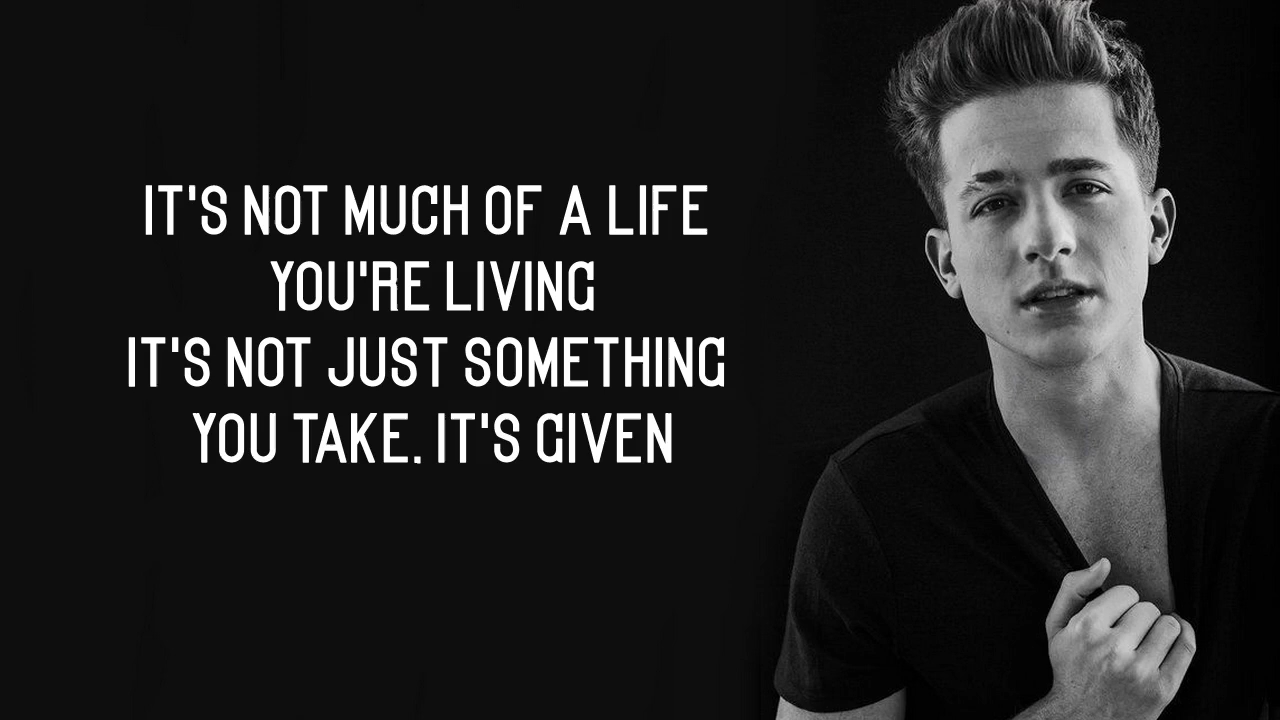 IT'S NOT MUCH OF A LIFE
YOU'RE LIVING
IT'S NOT JUST SOMETHING
YOU TAKE, IT'S GIVEN